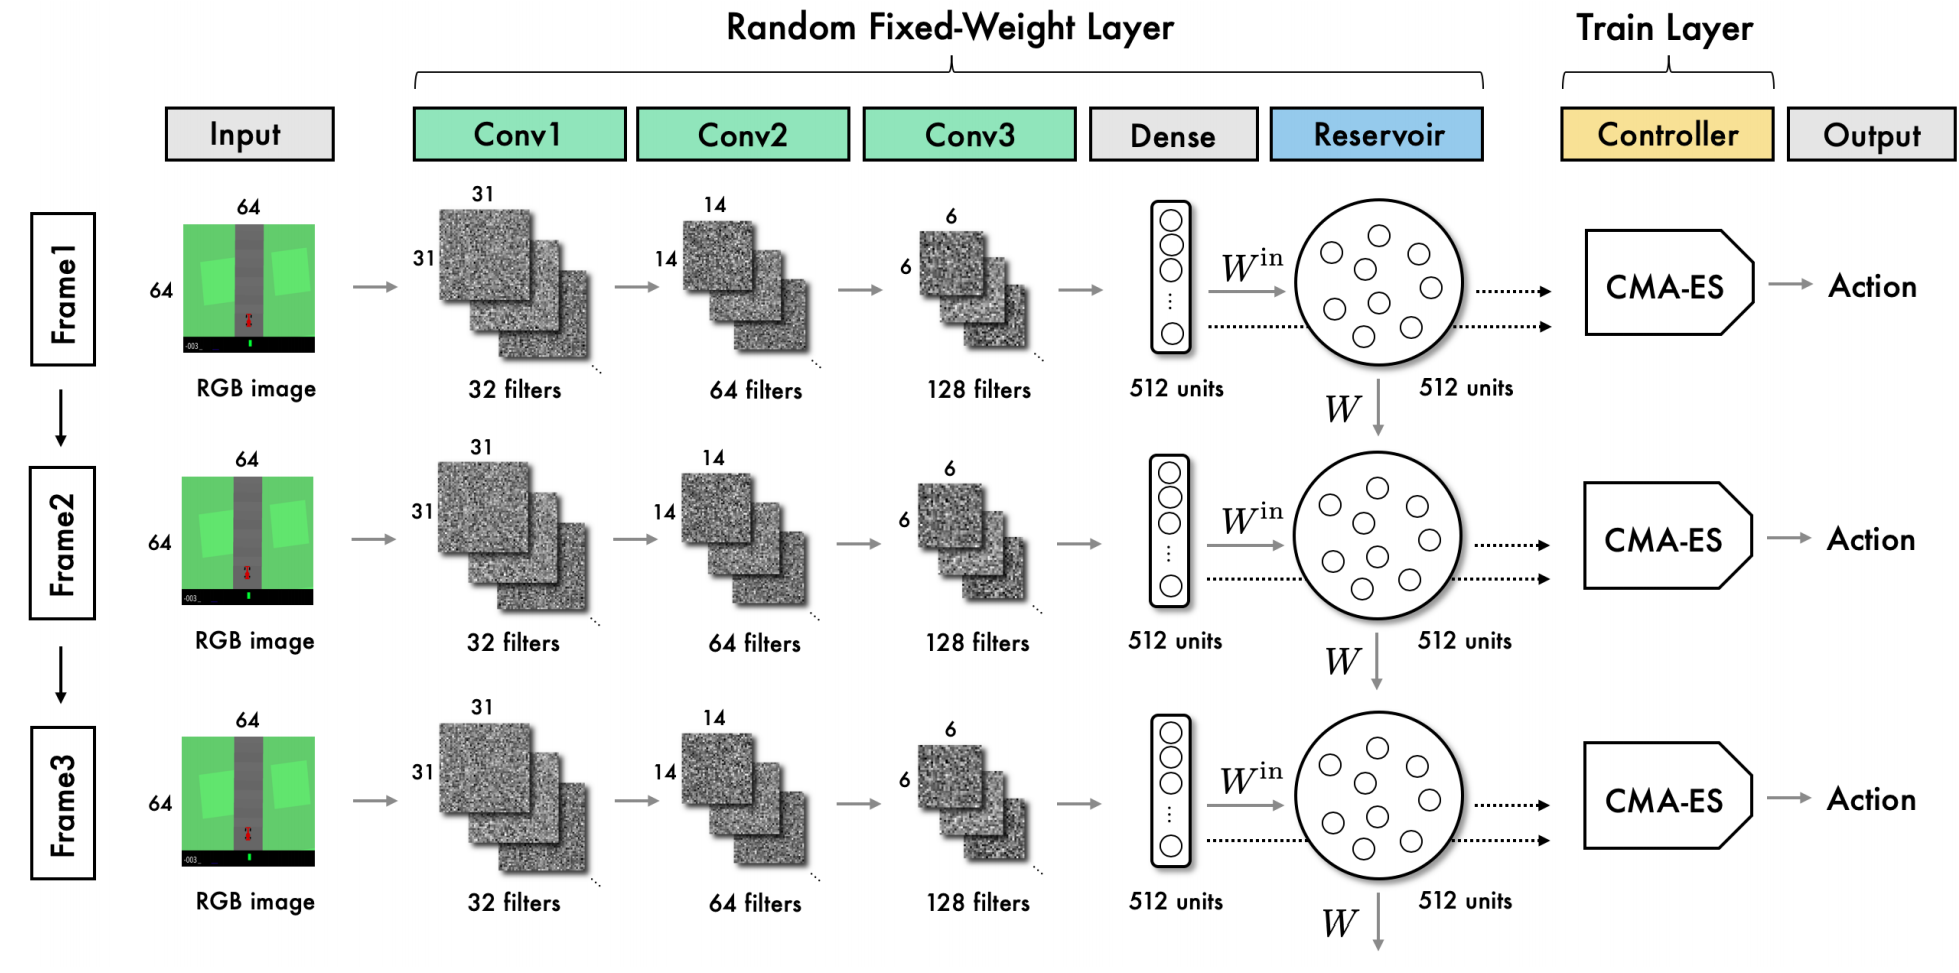 Random Fixed-Weight Layer
Train Layer
Input
Conv1
Conv2
Conv3
Dense
Reservoir
Controller
Output
Frame1
64
64
-003_
RGB image
31
31
32 filters
14
14
64 filters
6
6
128 filters
512 units
W^in
512 units
W
CMA-ES
Action
Frame2
64
64
-003_
RGB image
31
31
32 filters
14
14
64 filters
6
6
128 filters
512 units
W^in
512 units
W
CMA-ES
Action
Frame3
64
64
-003_
RGB image
31
31
32 filters
14
14
64 filters
6
6
128 filters
512 units
W^in
512 units
W
CMA-ES
Action